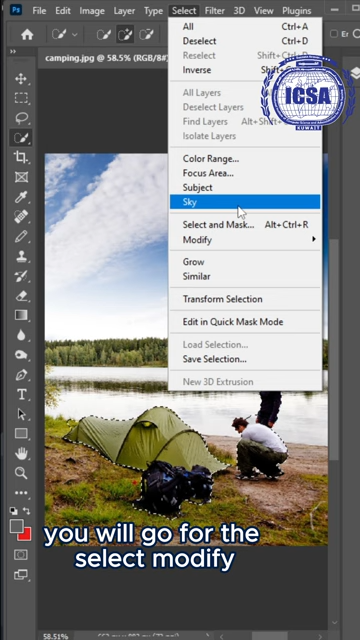 Ps File Edit Image Layer Type Select Filter 3D View Plugins
camping.jpg @ 58.5% (RGB/8#)
All Ctrl+A
Deselect Ctrl+D
Reselect Shift+Ctrl+D
Inverse Shift+
All Layers
Deselect Layers
Find Layers Alt+Shift+
Isolate Layers
Color Range...
Focus Area...
Subject
Sky
Select and Mask... Alt+Ctrl+R
Modify
Grow
Similar
Transform Selection
Edit in Quick Mask Mode
Load Selection...
Save Selection...
New 3D Extrusion
ICSA
KUWAIT
you will go for the
select modify
58.51%